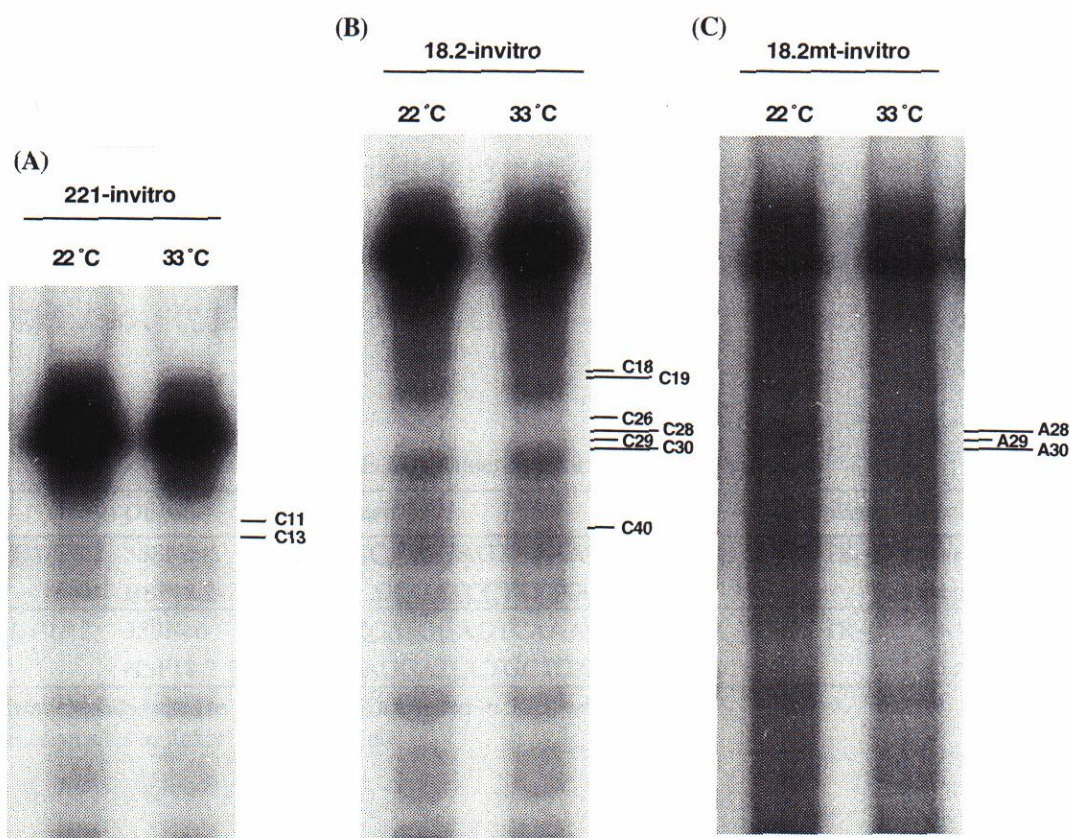 (A)
221-invitro
22°C 33°C
C11
C13
(B)
18.2-invitro
22°C 33°C
C18
C19
C26
C28
C29
C30
C40
(C)
18.2mt-invitro
22°C 33°C
A28
A29
A30